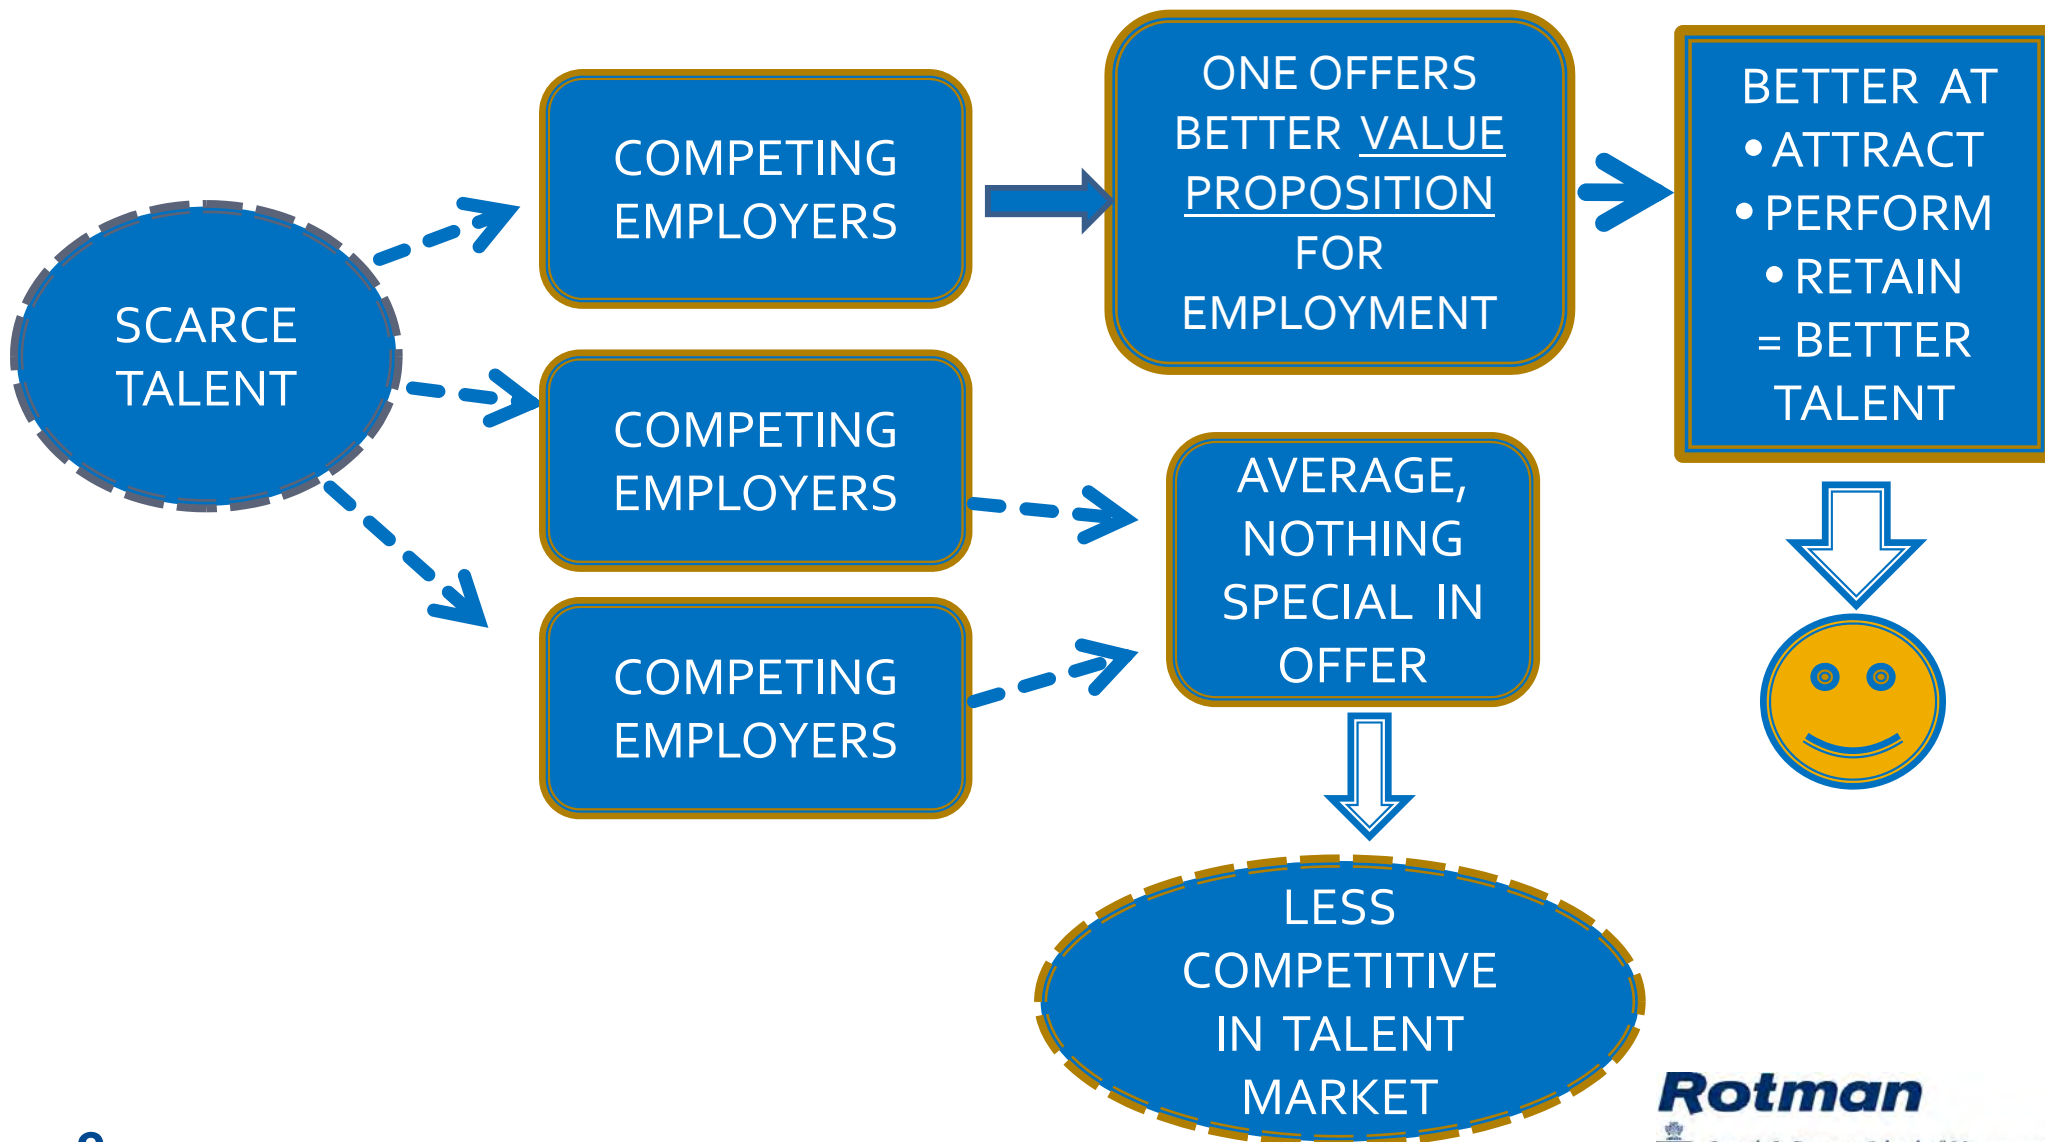 SCARCE
TALENT
COMPETING
EMPLOYERS
COMPETING
EMPLOYERS
COMPETING
EMPLOYERS
ONE OFFERS
BETTER VALUE
PROPOSITION
FOR
EMPLOYMENT
AVERAGE,
NOTHING
SPECIAL IN
OFFER
LESS
COMPETITIVE
IN TALENT
MARKET
BETTER AT
• ATTRACT
• PERFORM
• RETAIN
= BETTER
TALENT
Rotman